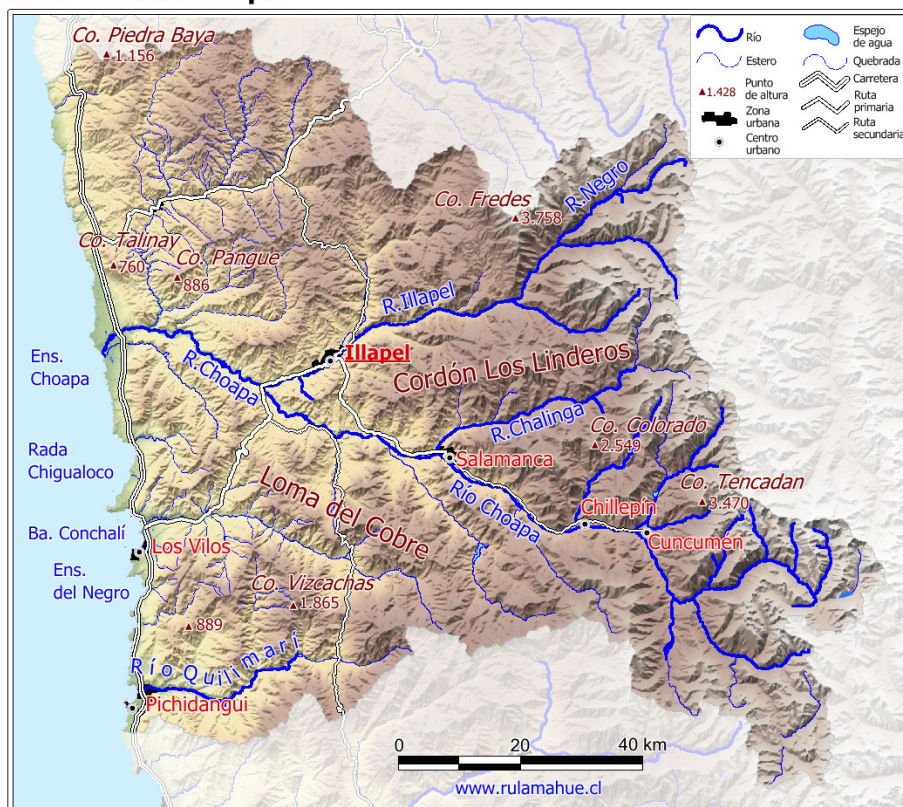 Co. Piedra Baya
▲1.156
Río
Estero
▲1.428
Punto
de altura
Zona
urbana
Centro
urbano
Espejo
de agua
Quebrada
Carretera
Ruta
primaria
Ruta
secundaria
R.Negro
Co. Fredes
▲3.758
Co. Talinay
▲760
Co. Pangue
▲886
R.Illapel
Illapel
Ens.
Choapa
R.Choapa
Cordón Los Linderos
R.Chalinga
Co. Colorado
▲2.549
Rada
Chigualoco
Salamanca
Loma del Cobre
Río Choapa
Co. Tencadan
▲3.470
Chillepín
Cuncumén
Ba. Conchalí
Los Vilos
Ens.
del Negro
Co. Vizcachas
▲1.865
▲889
Río Quilimarí
Pichidangui
0 20 40 km
www.rulamahue.cl